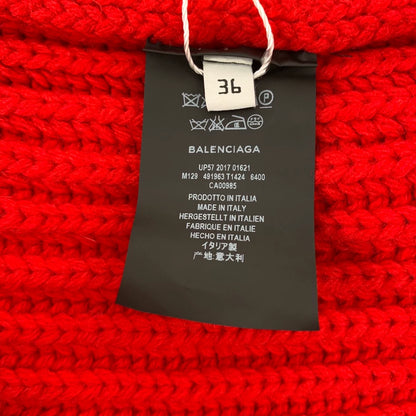 36
BALENCIAGA
UP57 2017 01621
M129 491963 T1424 6400
CA00985
PRODOTTO IN ITALIA
MADE IN ITALY
HERGESTELLT IN ITALIEN
FABRIQUE EN ITALIE
HECHO EN ITALIA
イタリア製
产地:意大利